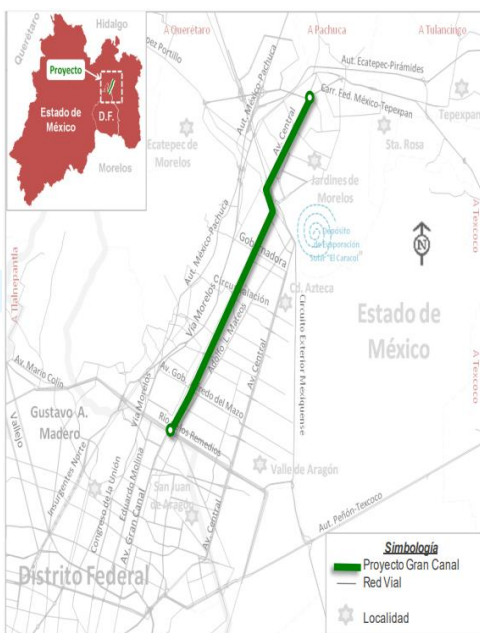 Querétaro
Hidalgo
Proyecto
Estado de
México
D.F.
Morelos
A Querétaro
A Pachuca
A Tulancingo
López Portillo
Aut. México-Pachuca
Aut. Ecatepec-Pirámides
Carr. Fed. México-Tepexpan
Av. Central
Tepexpan
Sta. Rosa
Ecatepec de
Morelos
Jardines de
Morelos
Depósito
de Evaporación
Solar "El Caracol"
N
A Texcoco
Aut. México-Pachuca
Gobernadora
Circunvalación
Cd. Azteca
Vía Morelos
Adolfo L. Mateos
Av. Central
Circuito Exterior Mexiquense
Estado de
México
A Tlalnepantla
Av. Mario Colín
Vía Morelos
Av. Gob. Alfredo del Mazo
Río de los Remedios
A Texcoco
Gustavo A.
Madero
Vallejo
Insurgentes Norte
Congreso de la Unión
Eduardo Molina
Av. Gran Canal
San Juan
de Aragón
Av. Central
Valle de Aragón
Aut. Peñón-Texcoco
Distrito Federal
Simbología
Proyecto Gran Canal
Red Vial
Localidad